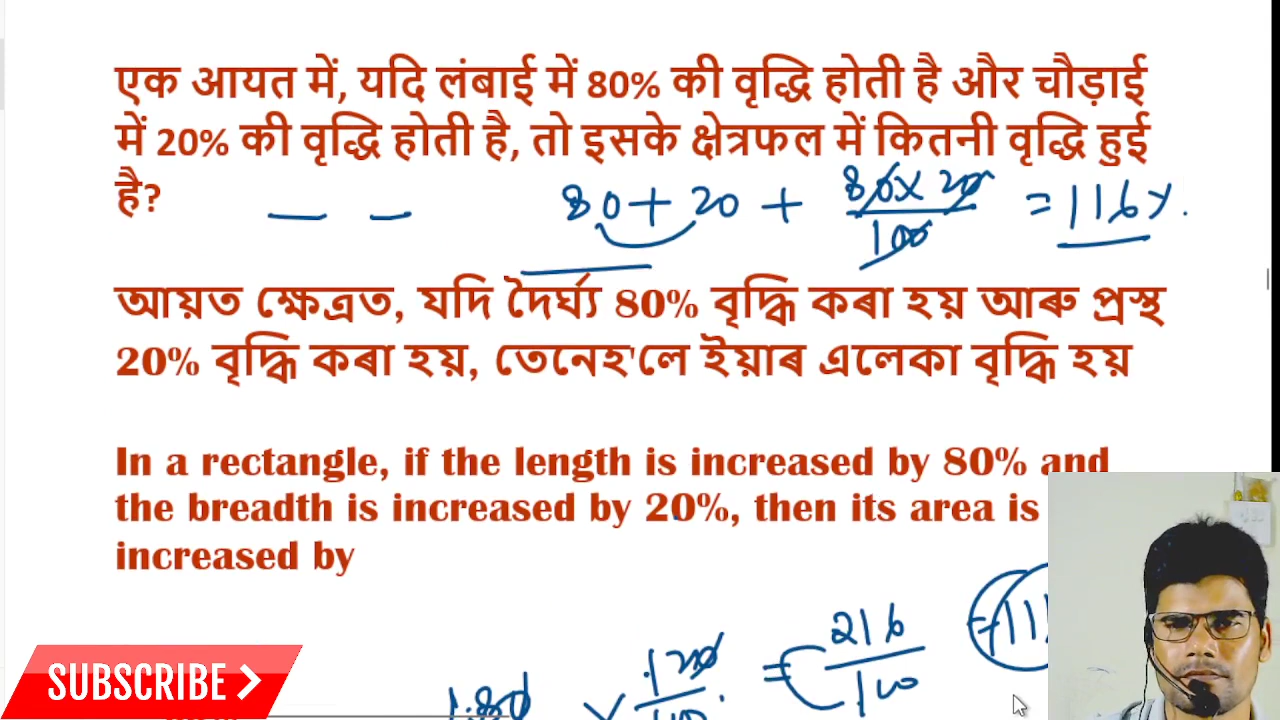 एक आयत में, यदि लंबाई में 80% की वृद्धि होती है और चौड़ाई
में 20% की वृद्धि होती है, तो इसके क्षेत्रफल में कितनी वृद्धि हुई
है?
80 + 20 + 80 x 20 / 100 = 116%
আয়ত ক্ষেত্ৰত, যদি দৈৰ্ঘ্য 80% বৃদ্ধি কৰা হয় আৰু প্ৰস্থ
20% বৃদ্ধি কৰা হয়, তেনেহ'লে ইয়াৰ এলেকা বৃদ্ধি হয়
In a rectangle, if the length is increased by 80% and
the breadth is increased by 20%, then its area is
increased by
180 x 120 = 216 / 100
SUBSCRIBE